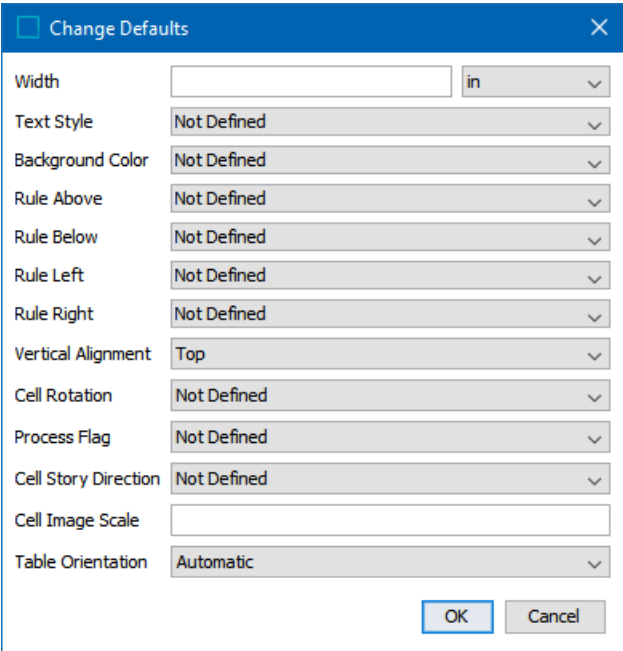 Change Defaults
Width in
Text Style Not Defined
Background Color Not Defined
Rule Above Not Defined
Rule Below Not Defined
Rule Left Not Defined
Rule Right Not Defined
Vertical Alignment Top
Cell Rotation Not Defined
Process Flag Not Defined
Cell Story Direction Not Defined
Cell Image Scale
Table Orientation Automatic
OK Cancel